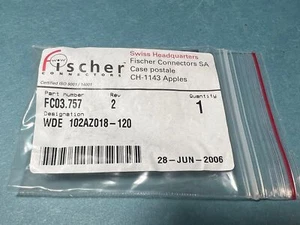 Swiss Headquarters
Fischer Connectors SA
Case postale
CH-1143 Apples
Fischer
CONNECTORS
Certified ISO 9001 / 14001
Part Number Rev Quantity
FC03.757 2 1
Designation
WDE 102AZ018-120
28-JUN-2006